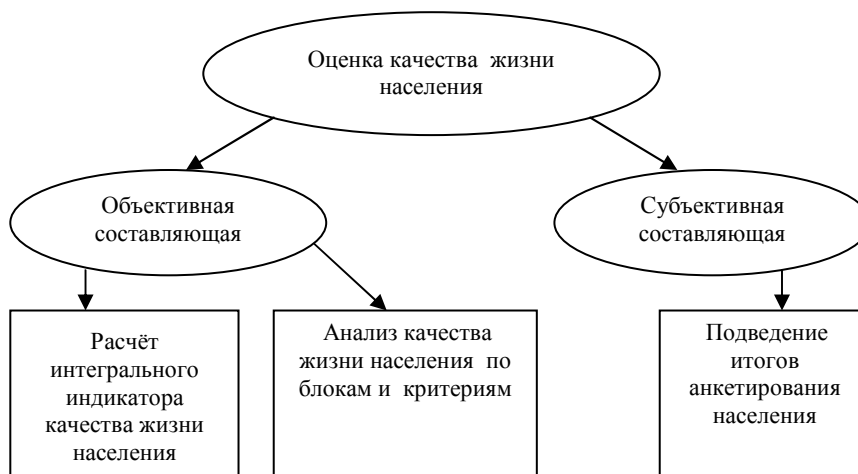 Оценка качества жизни
населения
Объективная
составляющая
Субъективная
составляющая
Расчёт
интегрального
индикатора
качества жизни
населения
Анализ качества
жизни населения по
блокам и критериям
Подведение
итогов
анкетирования
населения